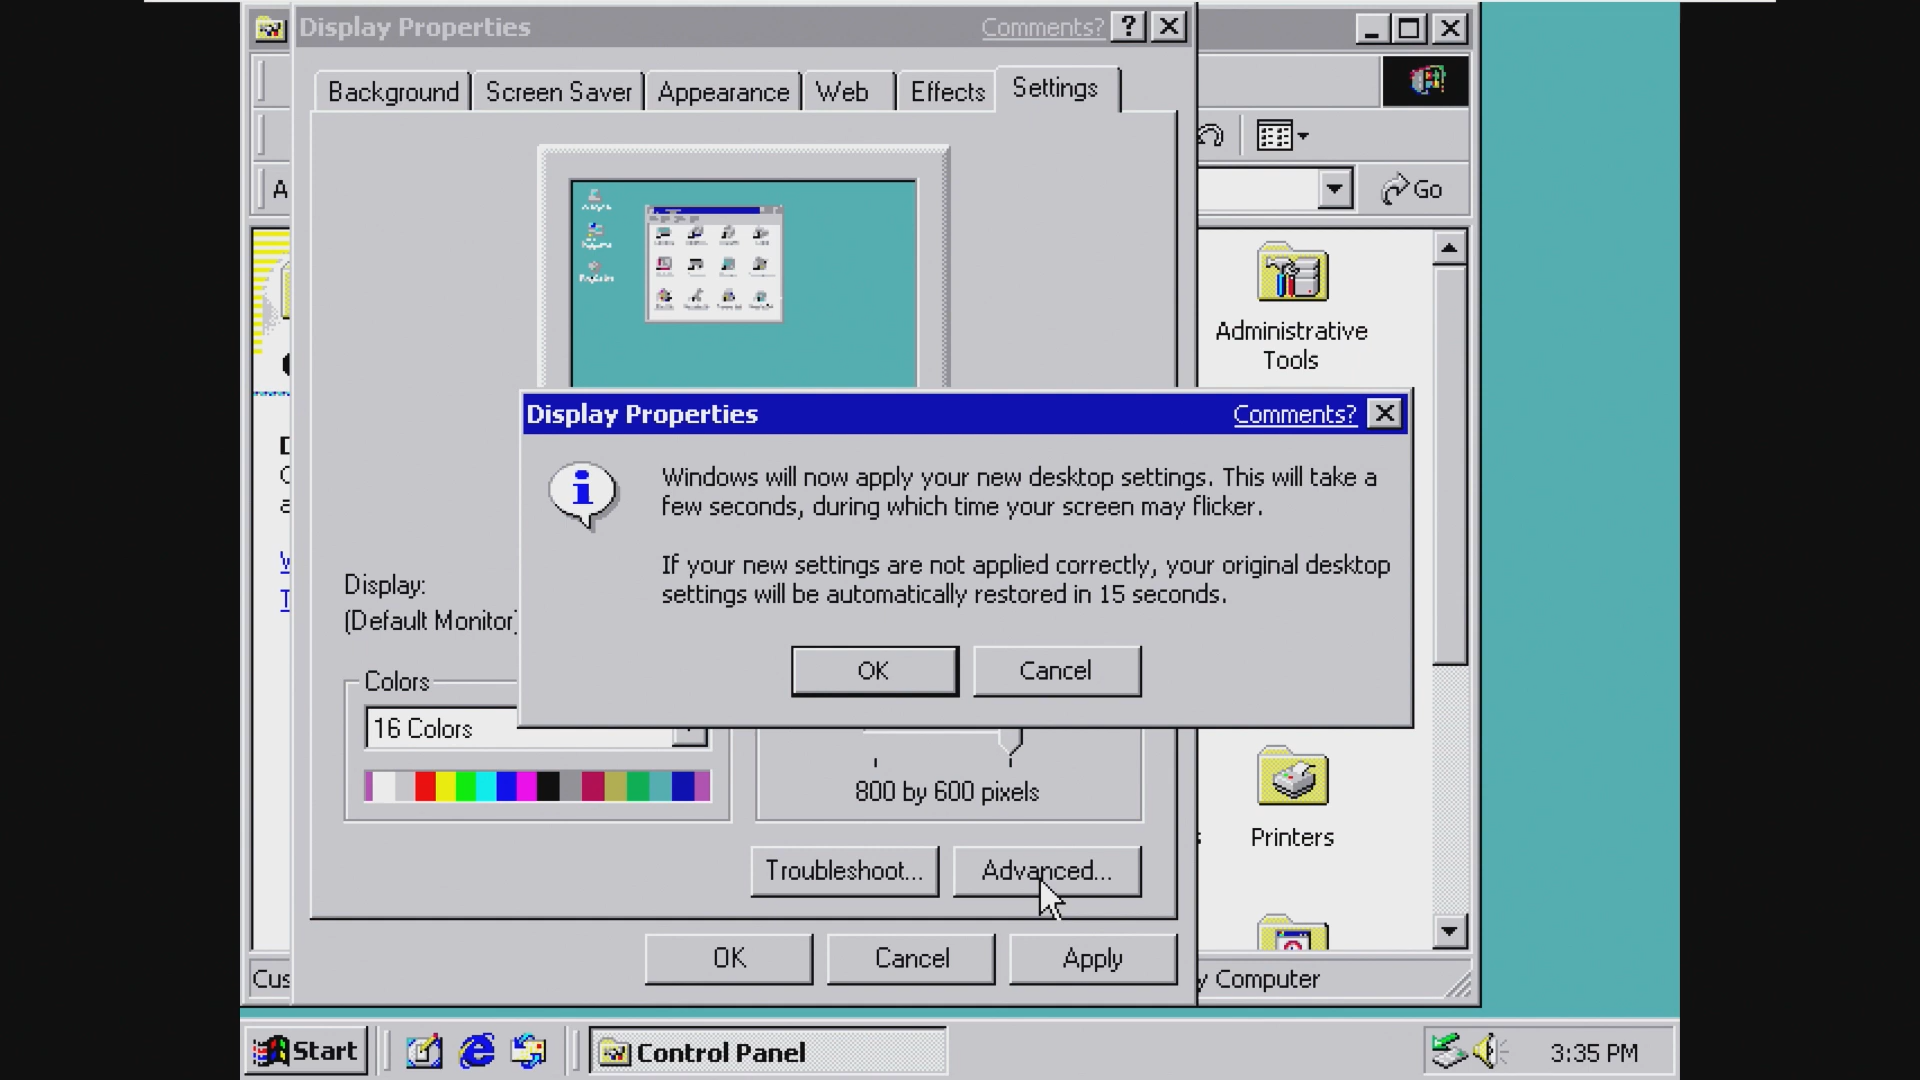 Display Properties Comments?
Background Screen Saver Appearance Web Effects Settings
Go
Administrative
Tools
Display Properties Comments?
Windows will now apply your new desktop settings. This will take a
few seconds, during which time your screen may flicker.
If your new settings are not applied correctly, your original desktop
settings will be automatically restored in 15 seconds.
OK Cancel
Display:
(Default Monitor)
Colors
16 Colors
800 by 600 pixels
Printers
Troubleshoot... Advanced...
OK Cancel Apply
Computer
Start Control Panel 3:35 PM